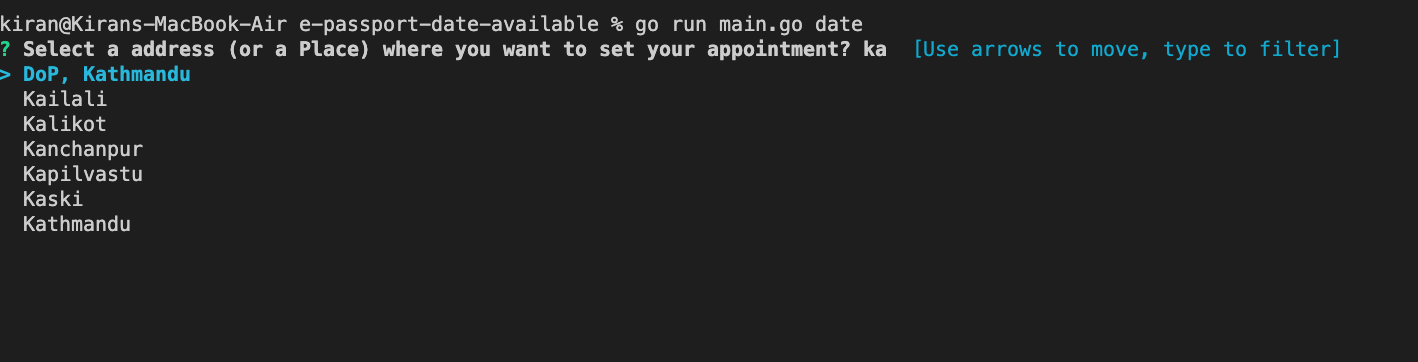 kiran@Kirans-MacBook-Air e-passport-date-available % go run main.go date
? Select a address (or a Place) where you want to set your appointment? ka  [Use arrows to move, type to filter]
> DoP, Kathmandu
  Kailali
  Kalikot
  Kanchanpur
  Kapilvastu
  Kaski
  Kathmandu